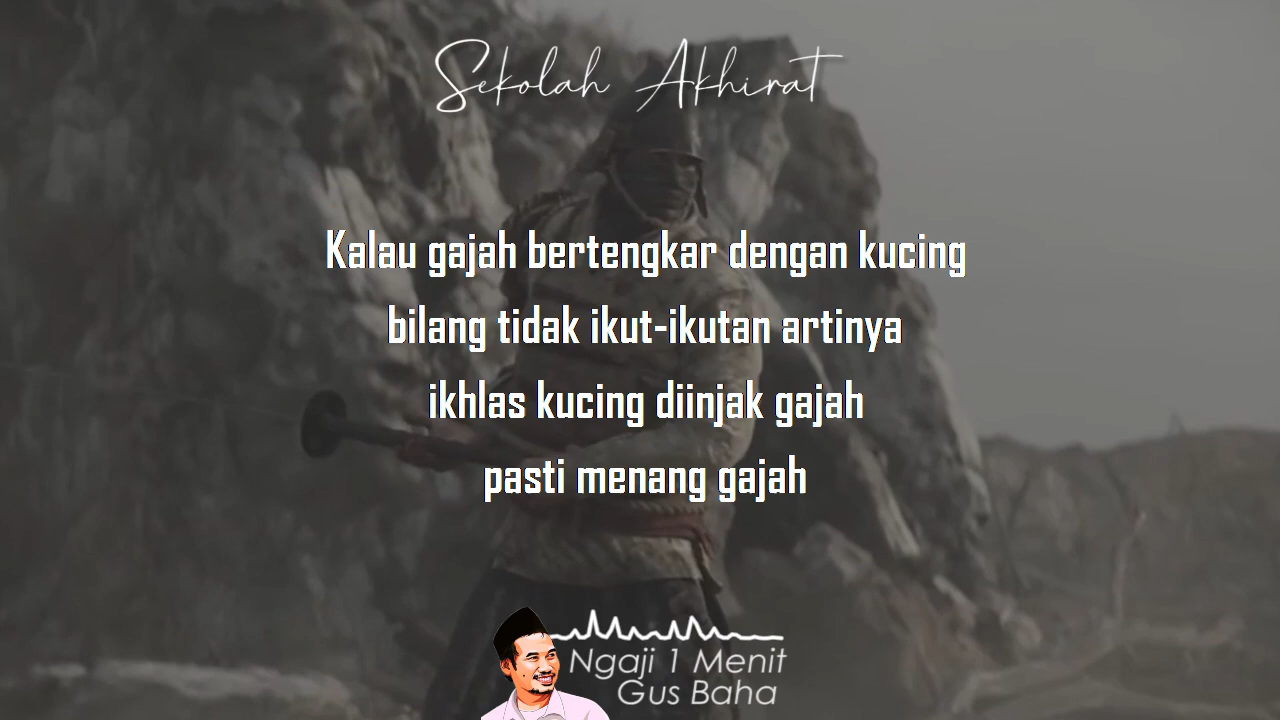 Sekolah Akhirat
Kalau gajah bertengkar dengan kucing
bilang tidak ikut-ikutan artinya
ikhlas kucing diinjak gajah
pasti menang gajah
Ngaji 1 Menit
Gus Baha